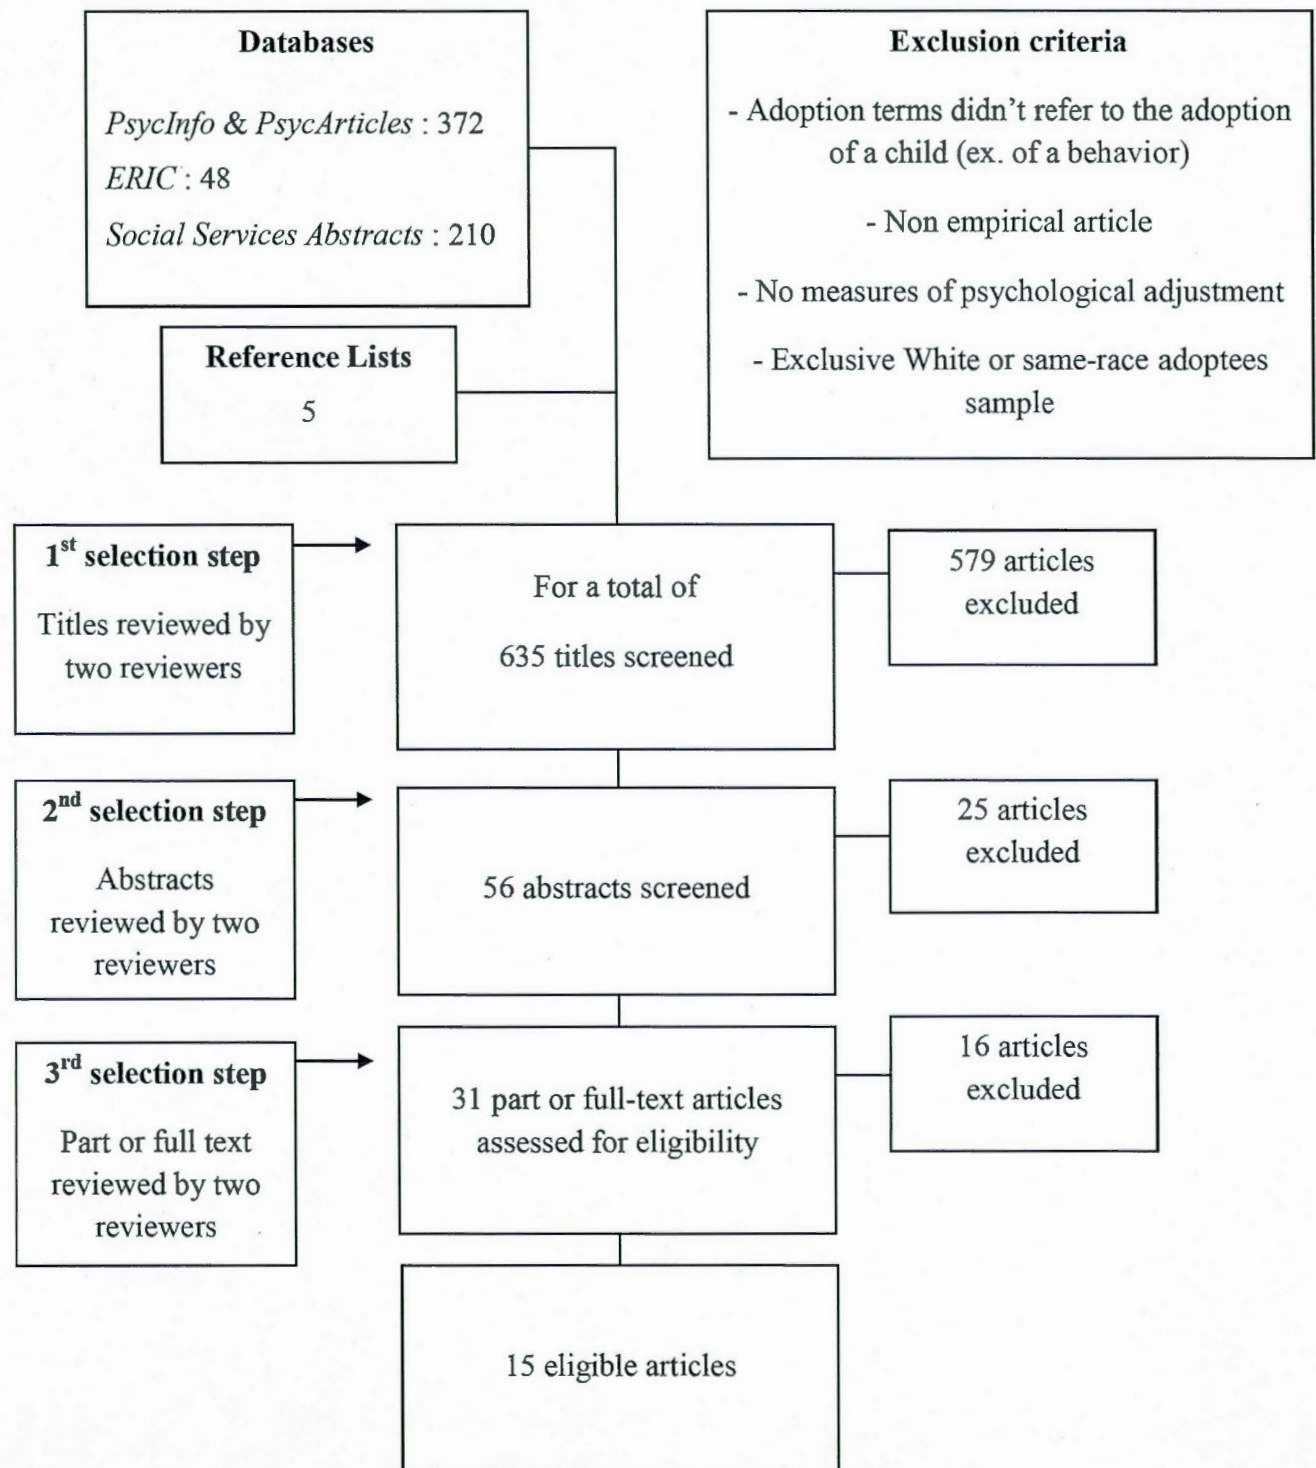 Databases
PsycInfo & PsycArticles : 372
ERIC : 48
Social Services Abstracts : 210
Exclusion criteria
- Adoption terms didn't refer to the adoption
of a child (ex. of a behavior)
- Non empirical article
- No measures of psychological adjustment
- Exclusive White or same-race adoptees
sample
Reference Lists
5
1st selection step
Titles reviewed by
two reviewers
For a total of
635 titles screened
579 articles
excluded
2nd selection step
Abstracts
reviewed by two
reviewers
56 abstracts screened
25 articles
excluded
3rd selection step
Part or full text
reviewed by two
reviewers
31 part or full-text articles
assessed for eligibility
16 articles
excluded
15 eligible articles